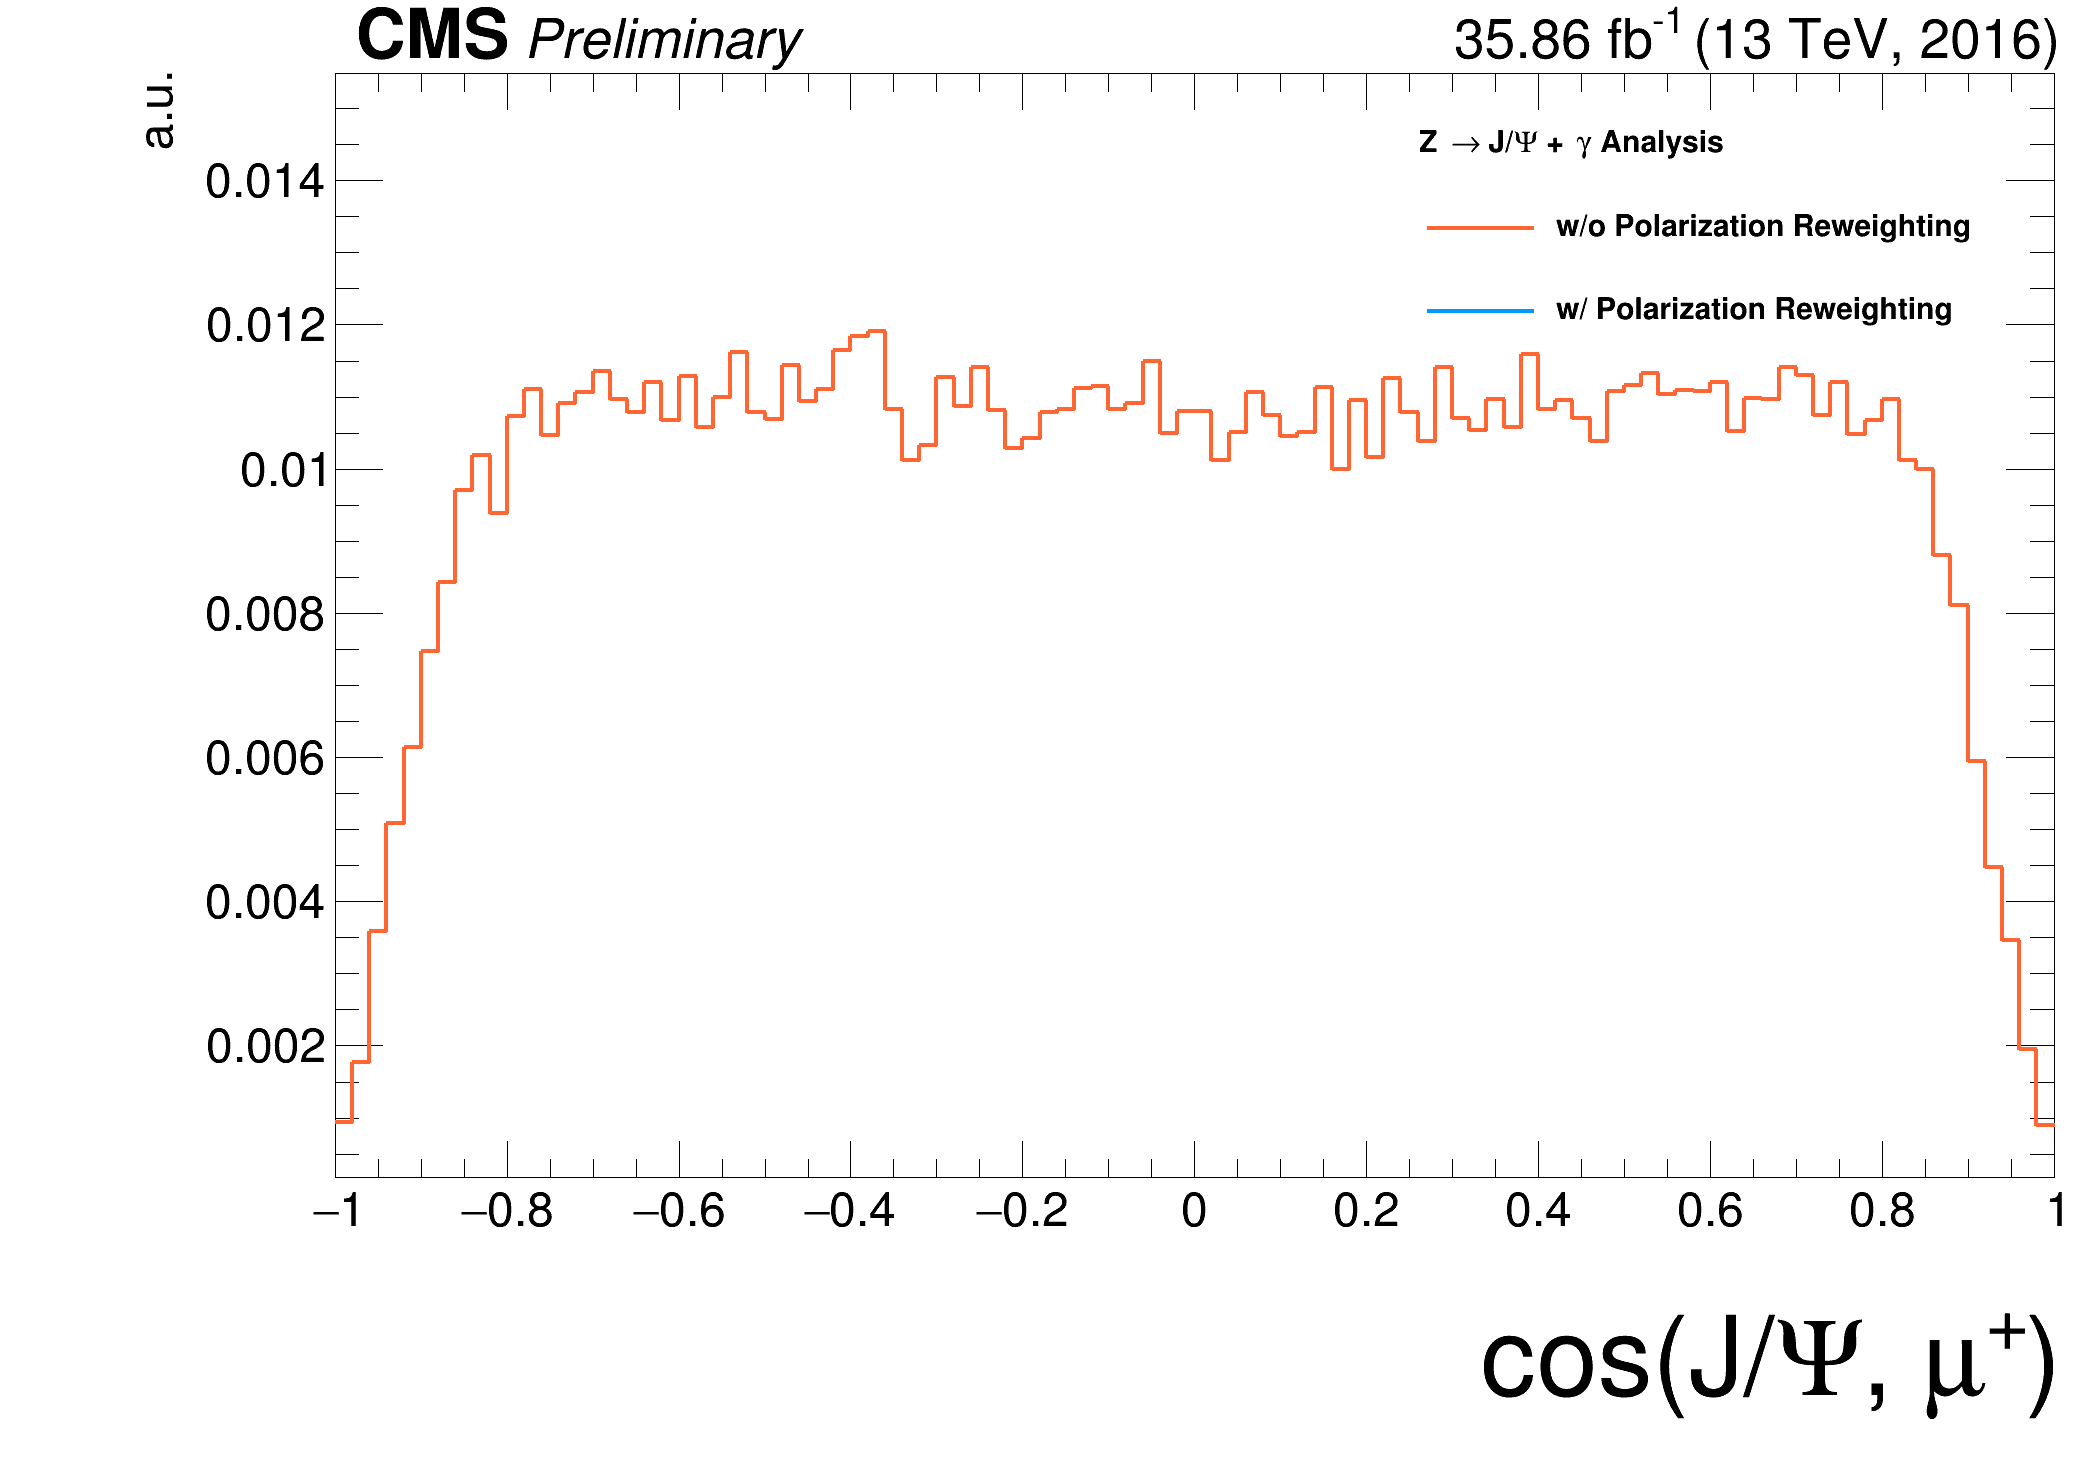 CMS Preliminary 35.86 fb⁻¹ (13 TeV, 2016)
a.u.
Z → J/Ψ + γ Analysis
w/o Polarization Reweighting
w/ Polarization Reweighting
0.014
0.012
0.01
0.008
0.006
0.004
0.002
−1 −0.8 −0.6 −0.4 −0.2 0 0.2 0.4 0.6 0.8 1
cos(J/Ψ, μ⁺)